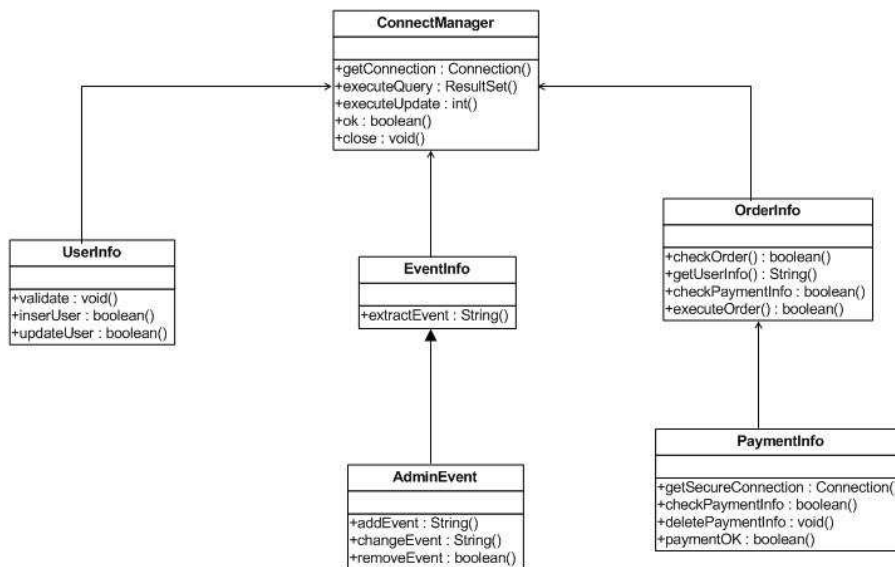 ConnectManager
+getConnection : Connection()
+executeQuery : ResultSet()
+executeUpdate : int()
+ok : boolean()
+close : void()
UserInfo
+validate : void()
+inserUser : boolean()
+updateUser : boolean()
EventInfo
+extractEvent : String()
OrderInfo
+checkOrder() : boolean()
+getUserInfo() : String()
+checkPaymentInfo : boolean()
+executeOrder() : boolean()
AdminEvent
+addEvent : String()
+changeEvent : String()
+removeEvent : boolean()
PaymentInfo
+getSecureConnection : Connection()
+checkPaymentInfo : boolean()
+deletePaymentInfo : void()
+paymentOK : boolean()